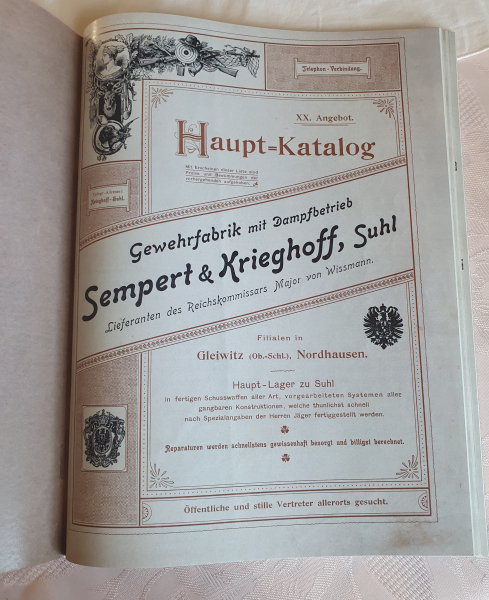 Telephon-Verbindung.
XX. Angebot.
Haupt=Katalog
Mit Erscheinen dieser Liste sind
Preise und Bezeichnungen der
vorhergehenden aufgehoben.
Krieghoff-Suhl.
Gewehrfabrik mit Dampfbetrieb
Sempert & Krieghoff, Suhl
Lieferanten des Reichskommissars Major von Wissmann.
Filialen in
Gleiwitz (Ob.-Schl.), Nordhausen.
Haupt-Lager zu Suhl
in fertigen Schusswaffen aller Art, vorgearbeiteten Systemen aller
gangbaren Konstruktionen, welche thunlichst schnell
nach Spezialangaben der Herren Jäger fertiggestellt werden.
Reparaturen werden schnellstens gewissenhaft besorgt und billigst berechnet.
Öffentliche und stille Vertreter allerorts gesucht.